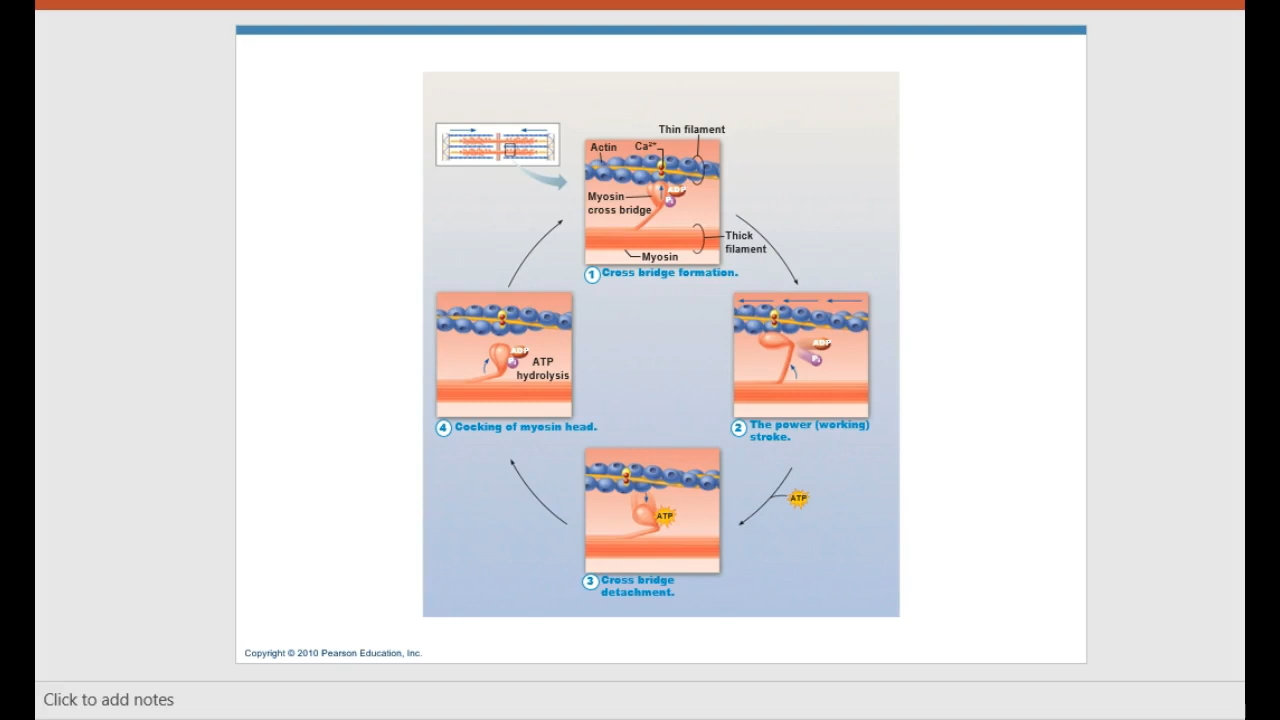 Thin filament
Actin
Ca²⁺
ADP
Pᵢ
Myosin
cross bridge
Thick
filament
Myosin
1 Cross bridge formation.
ADP
Pᵢ
2 The power (working)
stroke.
ATP
ATP
3 Cross bridge
detachment.
ADP
Pᵢ
ATP
hydrolysis
4 Cocking of myosin head.
Copyright © 2010 Pearson Education, Inc.
Click to add notes